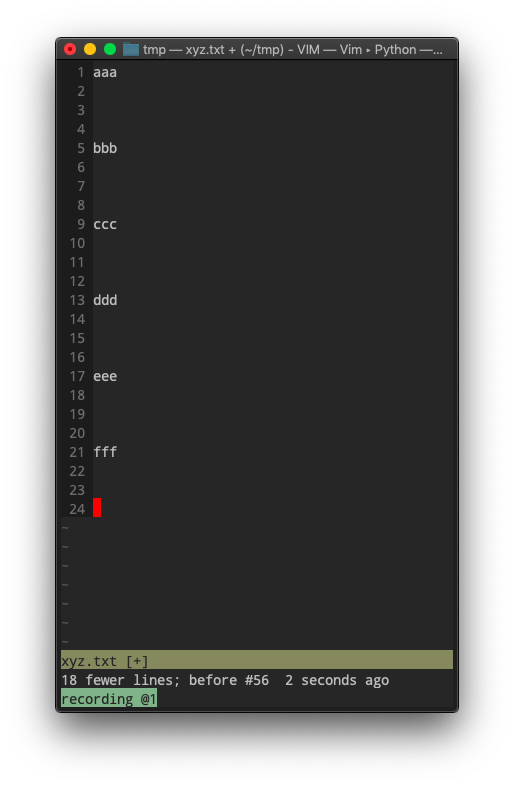 tmp — xyz.txt + (~/tmp) - VIM — Vim ‣ Python —...
1 aaa
2
3
4
5 bbb
6
7
8
9 ccc
10
11
12
13 ddd
14
15
16
17 eee
18
19
20
21 fff
22
23
24
~
~
~
~
~
~
~
xyz.txt [+]
18 fewer lines; before #56  2 seconds ago
recording @1